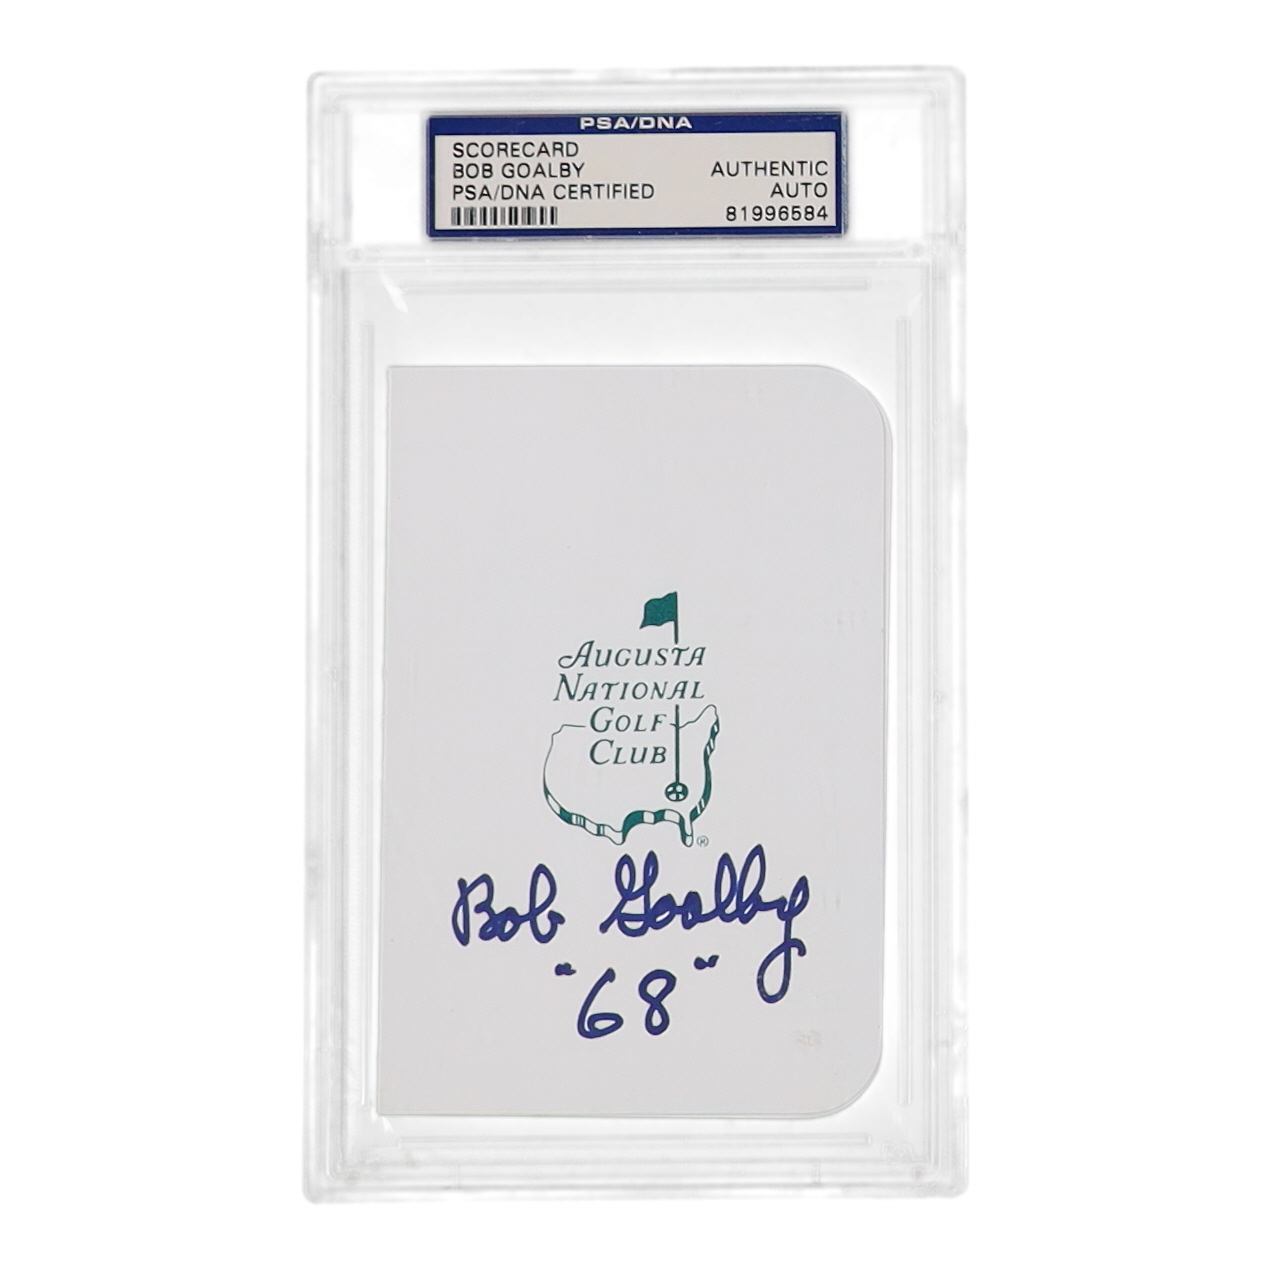 PSA/DNA
SCORECARD
BOB GOALBY
PSA/DNA CERTIFIED
AUTHENTIC
AUTO
81996584
AUGUSTA
NATIONAL
GOLF
CLUB
®
Bob Goalby
"68"